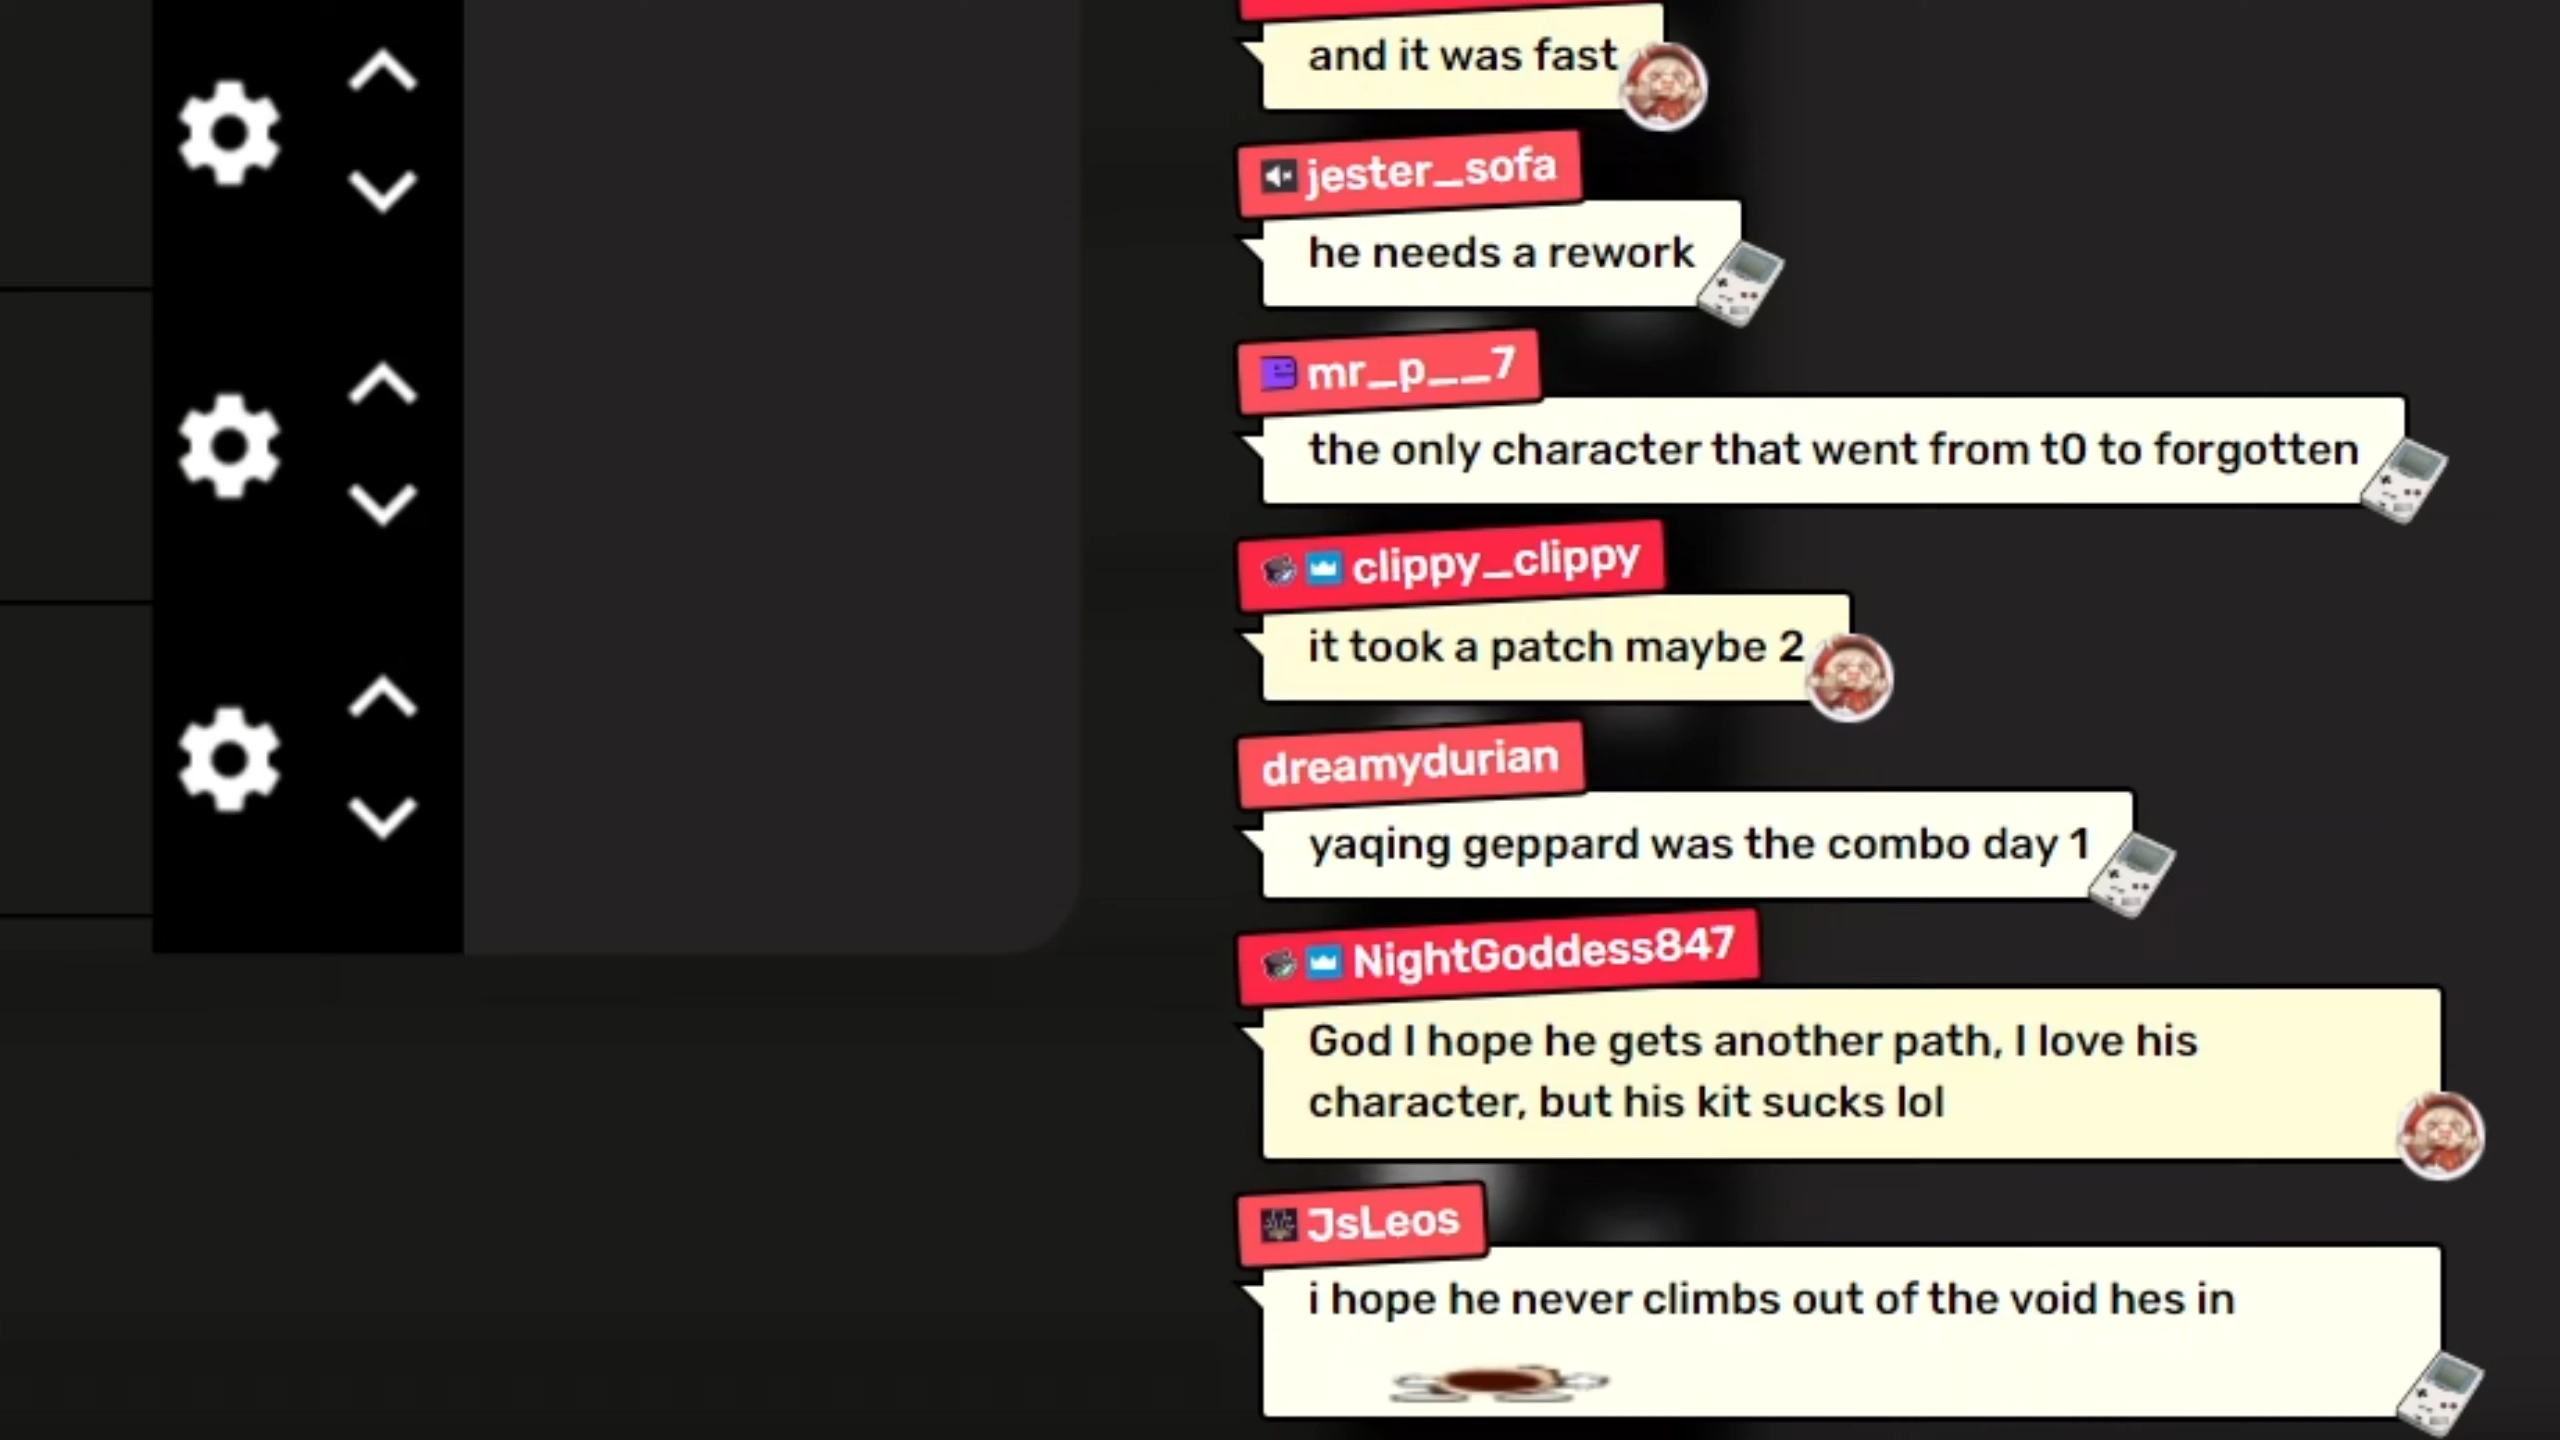 and it was fast
jester_sofa
he needs a rework
mr_p__7
the only character that went from t0 to forgotten
clippy_clippy
it took a patch maybe 2
dreamydurian
yaqing geppard was the combo day 1
NightGoddess847
God I hope he gets another path, I love his
character, but his kit sucks lol
JsLeos
i hope he never climbs out of the void hes in